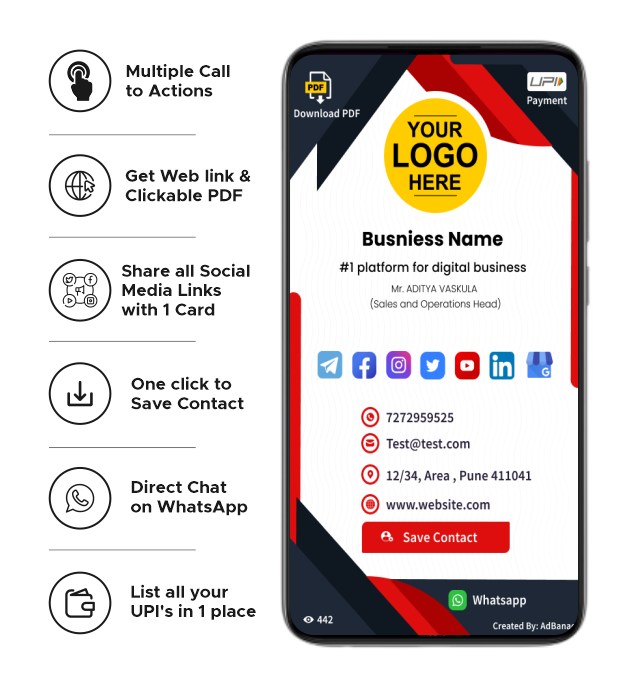 Multiple Call
to Actions
Get Web link &
Clickable PDF
Share all Social
Media Links
with 1 Card
One click to
Save Contact
Direct Chat
on WhatsApp
List all your
UPI's in 1 place
PDF
Download PDF
UPI
Payment
YOUR
LOGO
HERE
Busniess Name
#1 platform for digital business
Mr. ADITYA VASKULA
(Sales and Operations Head)
in
G
7272959525
Test@test.com
12/34, Area , Pune 411041
www.website.com
Save Contact
Whatsapp
442
Created By: AdBanao